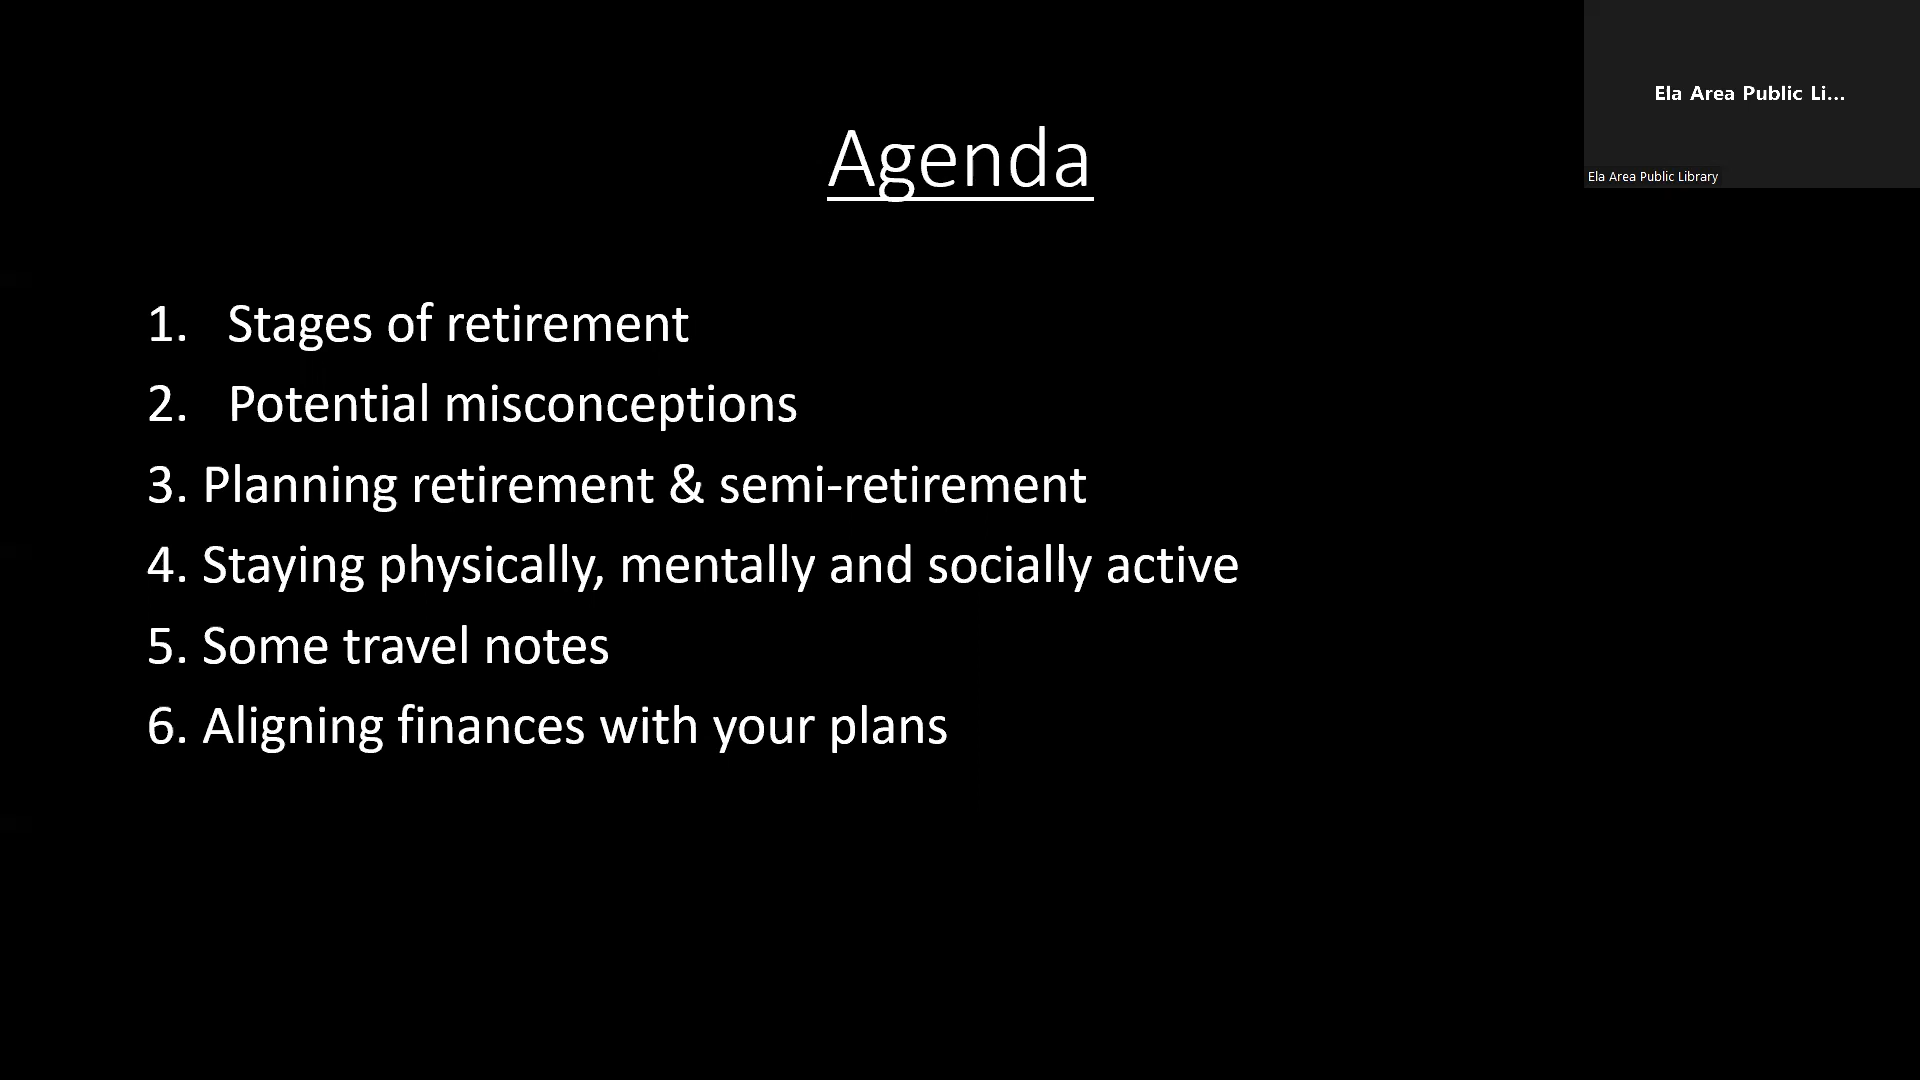 Ela Area Public Li...
Ela Area Public Library
Agenda
1. Stages of retirement
2. Potential misconceptions
3. Planning retirement & semi-retirement
4. Staying physically, mentally and socially active
5. Some travel notes
6. Aligning finances with your plans